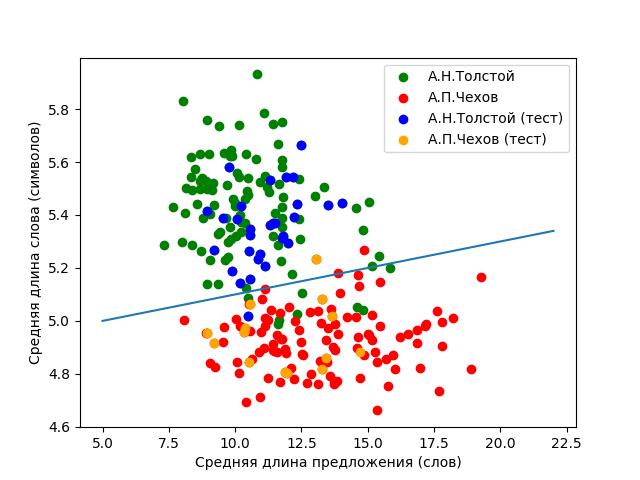 А.Н.Толстой
А.П.Чехов
А.Н.Толстой (тест)
А.П.Чехов (тест)
Средняя длина слова (символов)
5.8
5.6
5.4
5.2
5.0
4.8
4.6
5.0 7.5 10.0 12.5 15.0 17.5 20.0 22.5
Средняя длина предложения (слов)